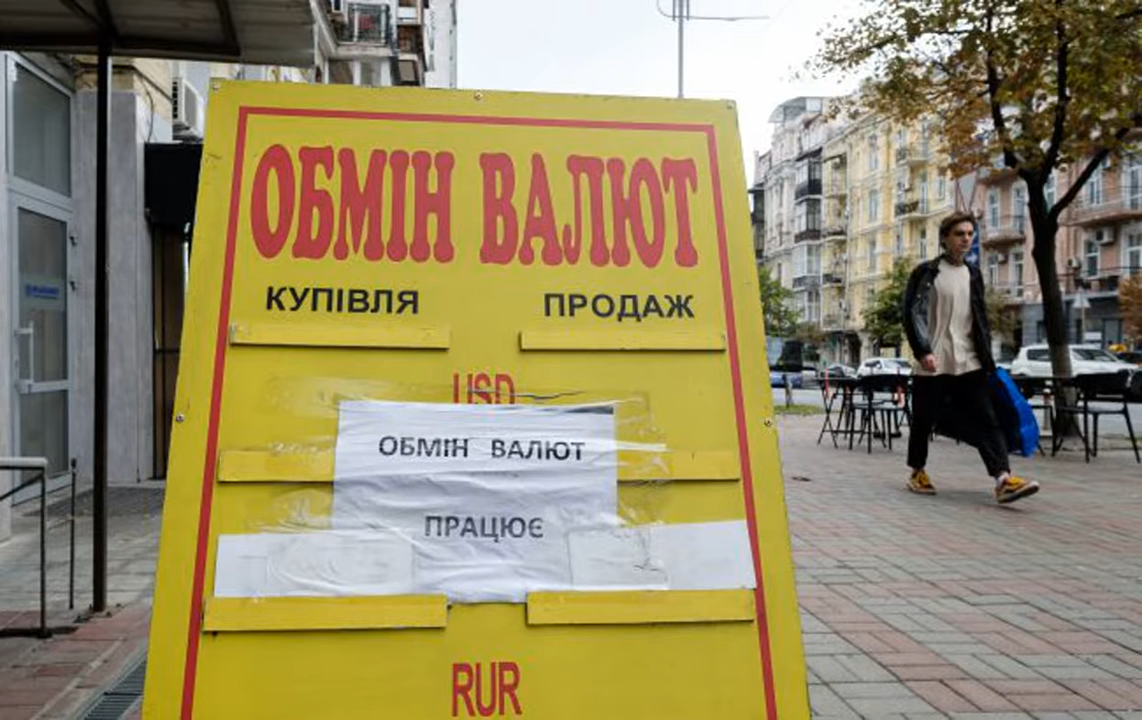 ОБМІН ВАЛЮТ
КУПІВЛЯ ПРОДАЖ
USD
ОБМІН ВАЛЮТ
ПРАЦЮЄ
RUR